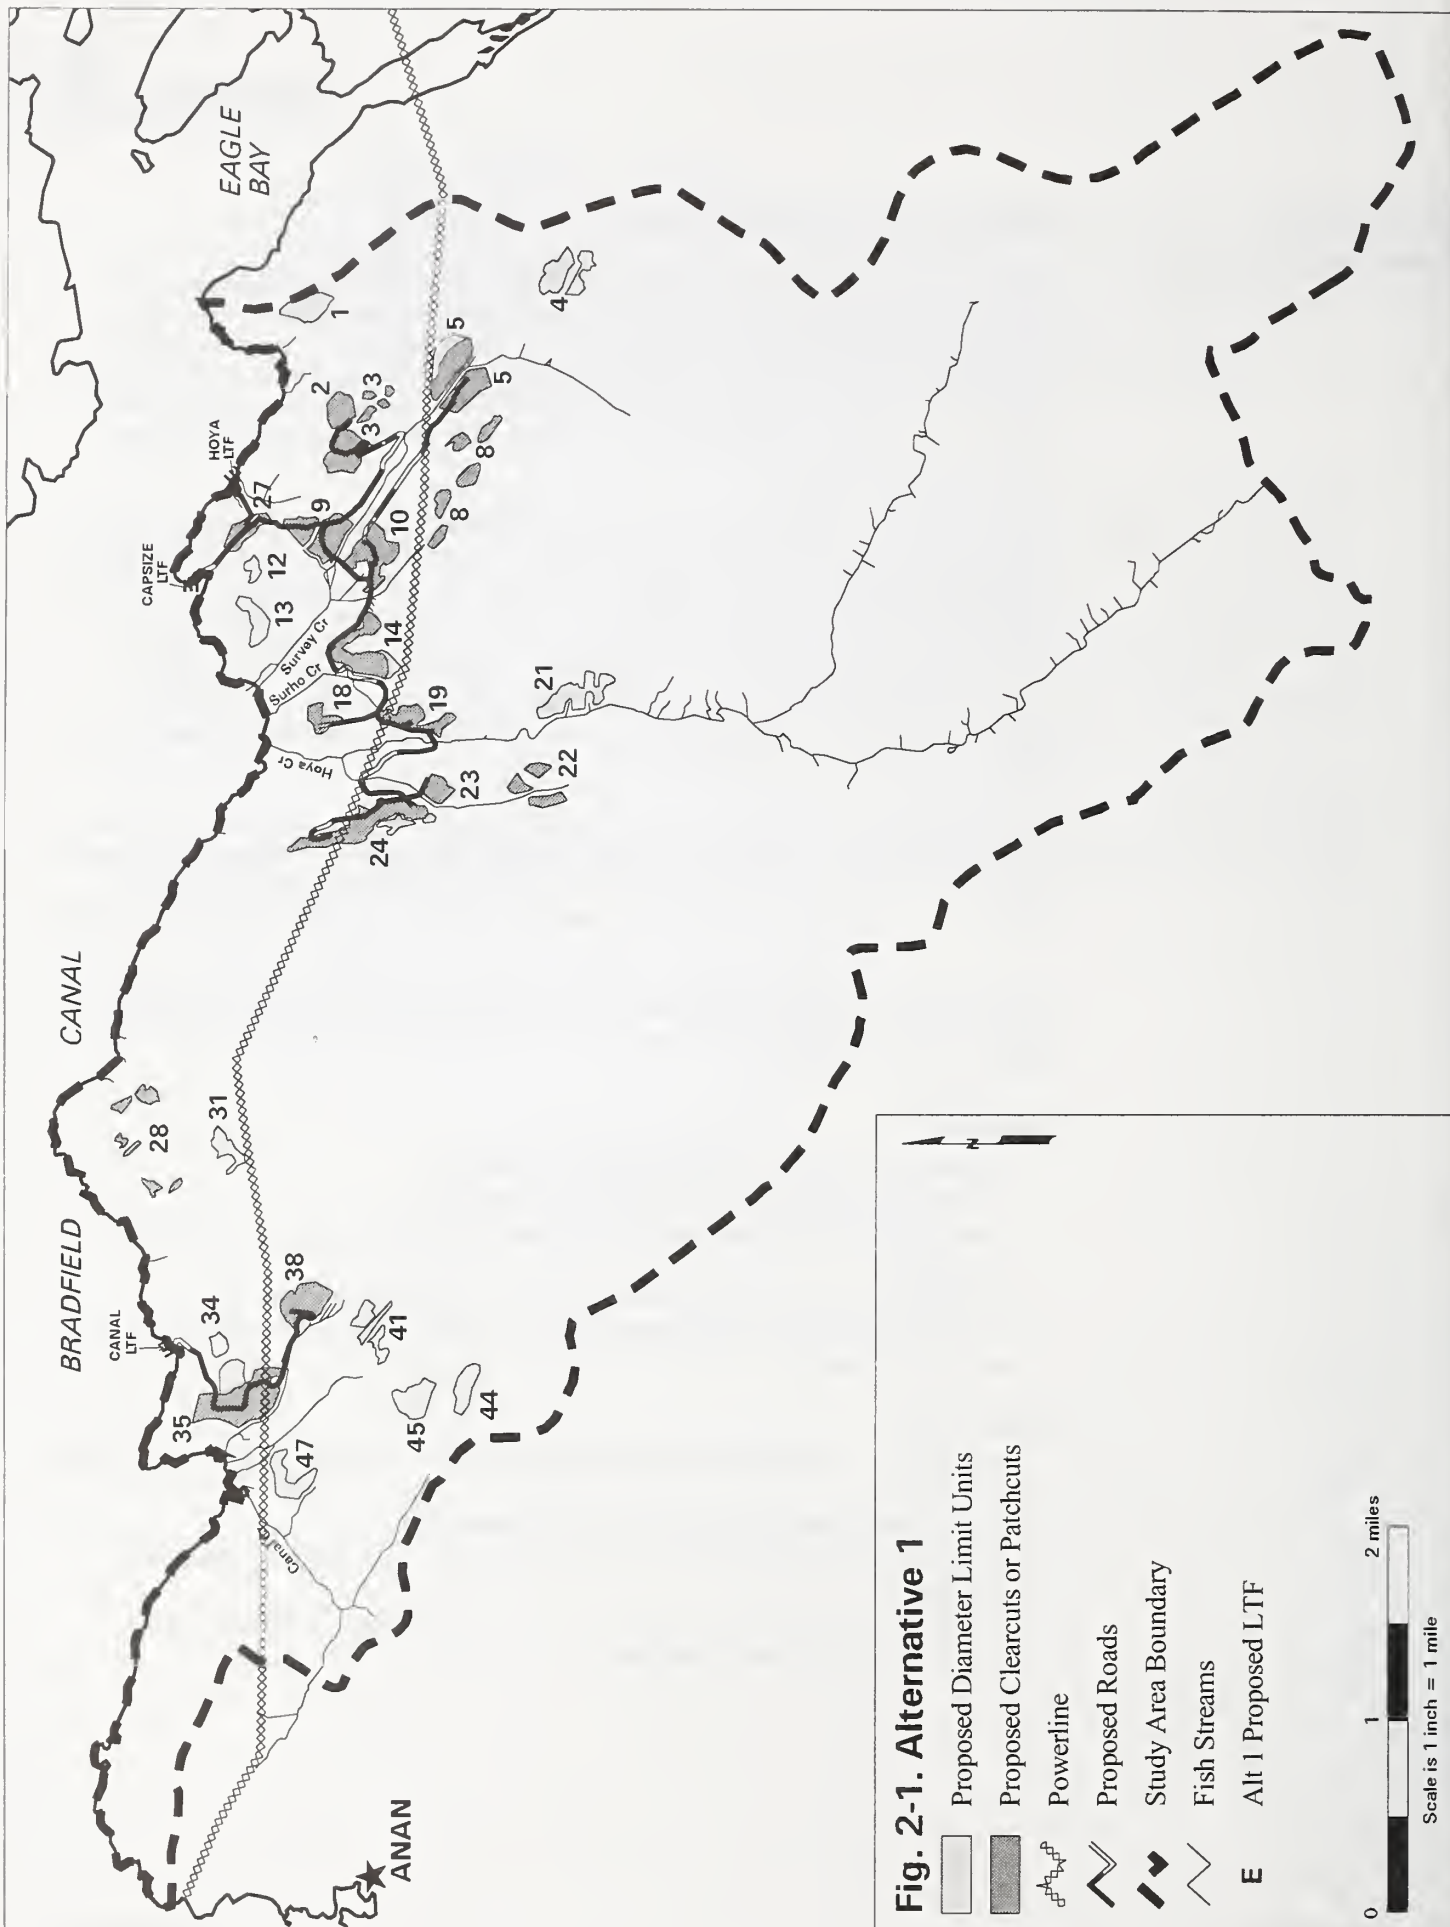 EAGLE
BAY
BRADFIELD CANAL
HOYA
LTF
CAPSIZE
LTF
CANAL
LTF
1
2
3
3
4
5
5
8
8
9
10
12
13
14
18
19
21
22
23
24
27
28
31
34
35
38
41
44
45
47
Survey Cr
Surho Cr
Hoya Cr
Canal Cr
ANAN
N
Fig. 2-1. Alternative 1
Proposed Diameter Limit Units
Proposed Clearcuts or Patchcuts
Powerline
Proposed Roads
Study Area Boundary
Fish Streams
E Alt 1 Proposed LTF
0 1 2 miles
Scale is 1 inch = 1 mile